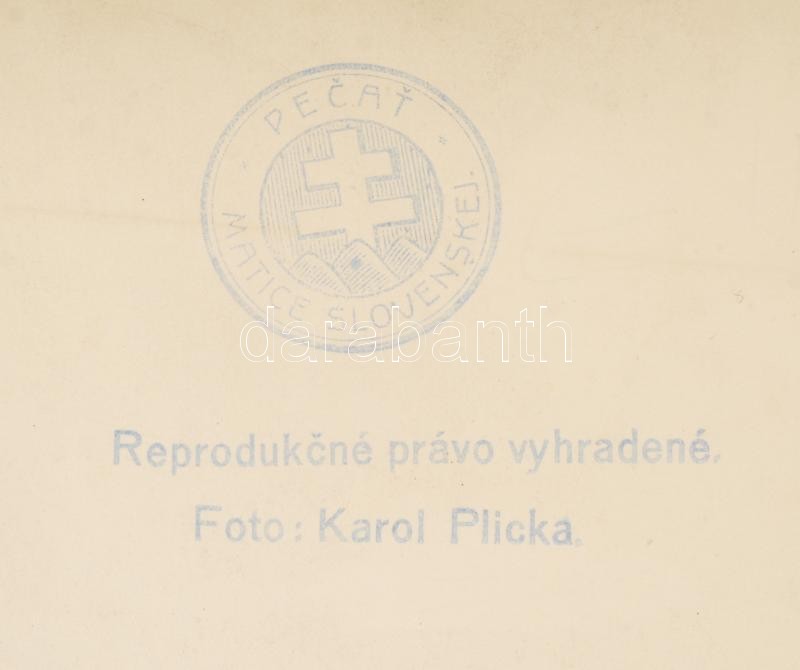 PEČAŤ
MATICE SLOVENSKEJ.
darabanth
Reprodukčné právo vyhradené.
Foto: Karol Plicka.